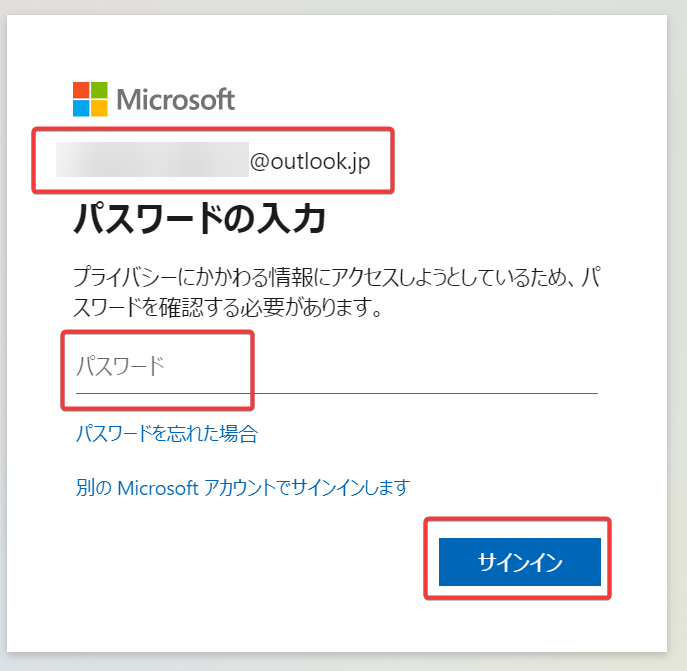 Microsoft
@outlook.jp
パスワードの入力
プライバシーにかかわる情報にアクセスしようとしているため、パ
スワードを確認する必要があります。
パスワード
パスワードを忘れた場合
別の Microsoft アカウントでサインインします
サインイン